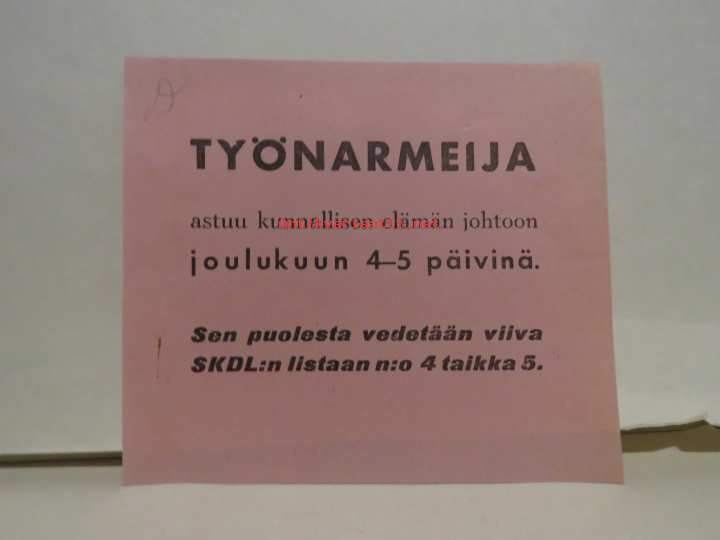 TYÖNARMEIJA
astuu kunnallisen elämän johtoon
joulukuun 4–5 päivinä.
Sen puolesta vedetään viiva
SKDL:n listaan n:o 4 taikka 5.